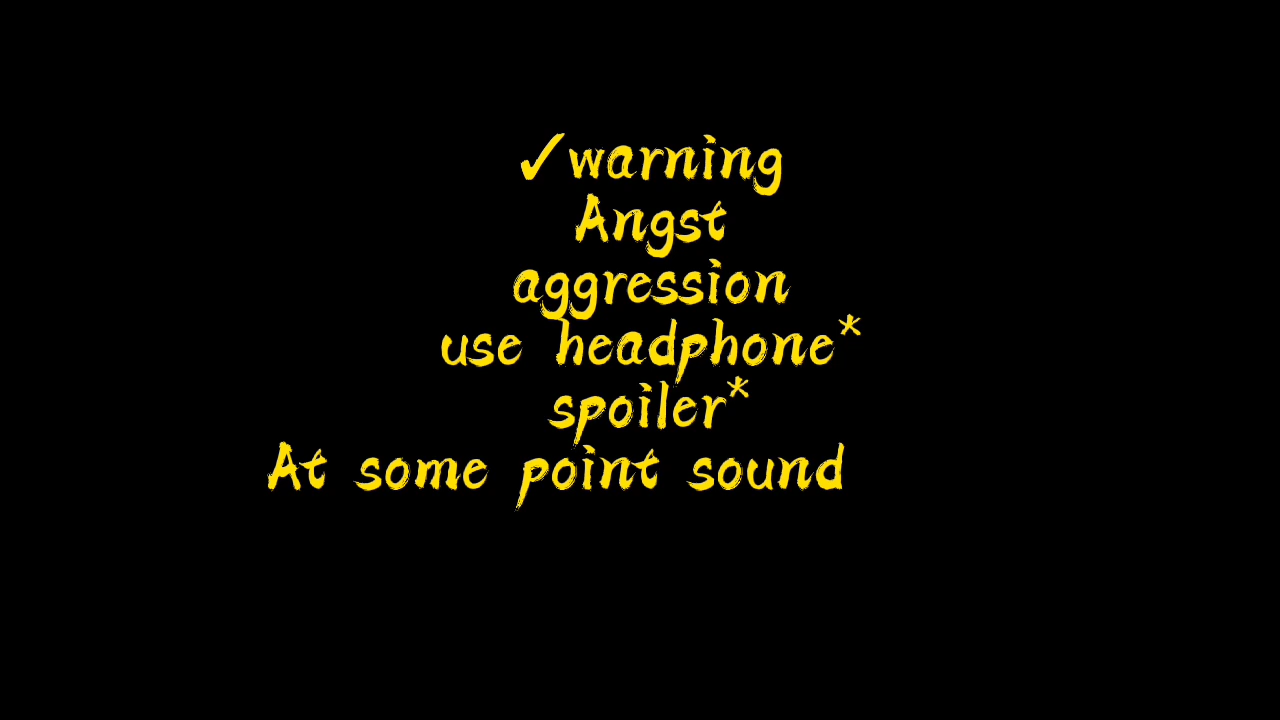 ✓warning
Angst
aggression
use headphone*
spoiler*
At some point sound